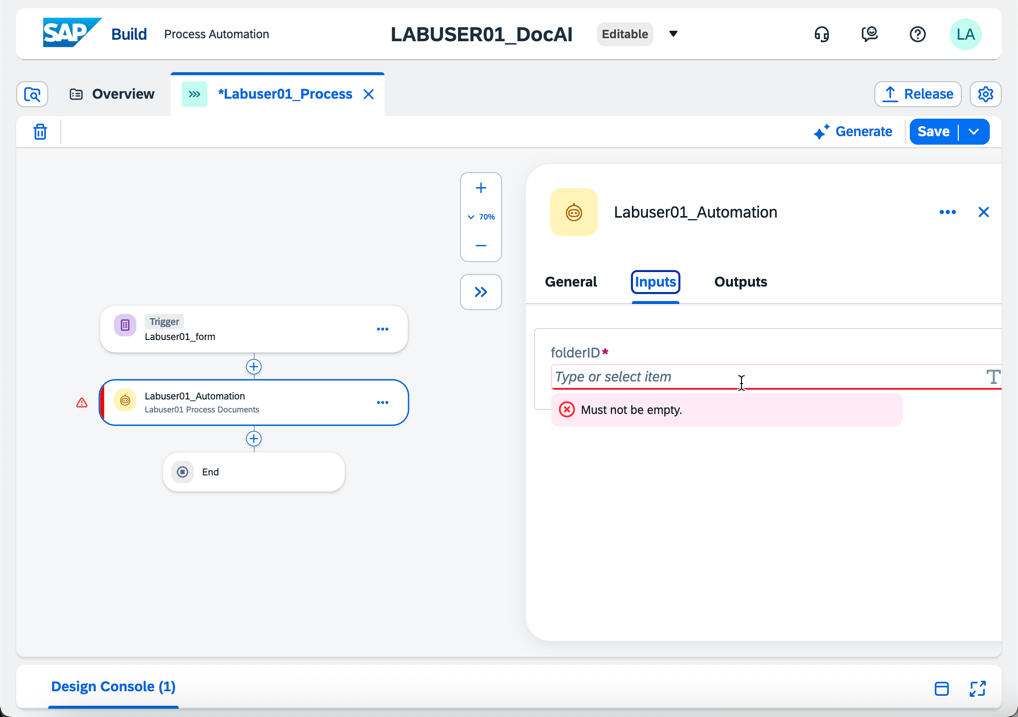 SAP Build Process Automation LABUSER01_DocAI Editable LA
Overview *Labuser01_Process Release
Generate Save
70%
Labuser01_Automation
General Inputs Outputs
Trigger
Labuser01_form
folderID*
Type or select item
Must not be empty.
Labuser01_Automation
Labuser01 Process Documents
End
Design Console (1)